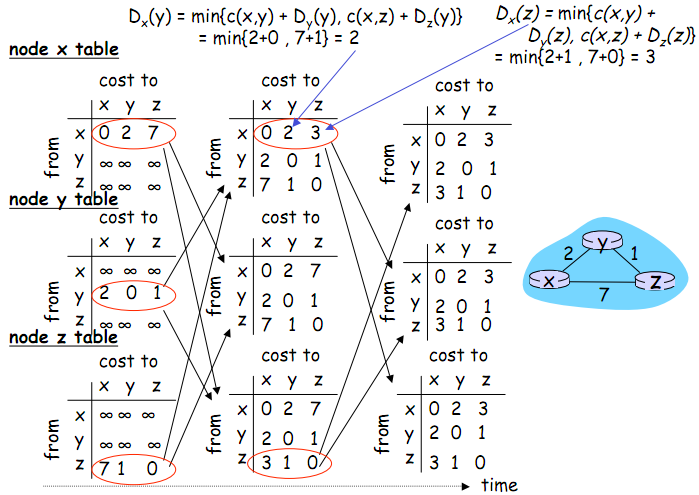 Dₓ(y) = min{c(x,y) + Dᵧ(y), c(x,z) + D_z(y)}
= min{2+0 , 7+1} = 2
Dₓ(z) = min{c(x,y) +
Dᵧ(z), c(x,z) + D_z(z)}
= min{2+1 , 7+0} = 3
node x table
cost to
x y z
from
x 0 2 7
y ∞ ∞ ∞
z ∞ ∞ ∞
cost to
x y z
from
x 0 2 3
y 2 0 1
z 7 1 0
cost to
x y z
from
x 0 2 3
y 2 0 1
z 3 1 0
node y table
cost to
x y z
from
x ∞ ∞ ∞
y 2 0 1
z ∞ ∞ ∞
cost to
x y z
from
x 0 2 7
y 2 0 1
z 7 1 0
cost to
x y z
from
x 0 2 3
y 2 0 1
z 3 1 0
node z table
cost to
x y z
from
x ∞ ∞ ∞
y ∞ ∞ ∞
z 7 1 0
cost to
x y z
from
x 0 2 7
y 2 0 1
z 3 1 0
cost to
x y z
from
x 0 2 3
y 2 0 1
z 3 1 0
time
y
2 1
x z
7